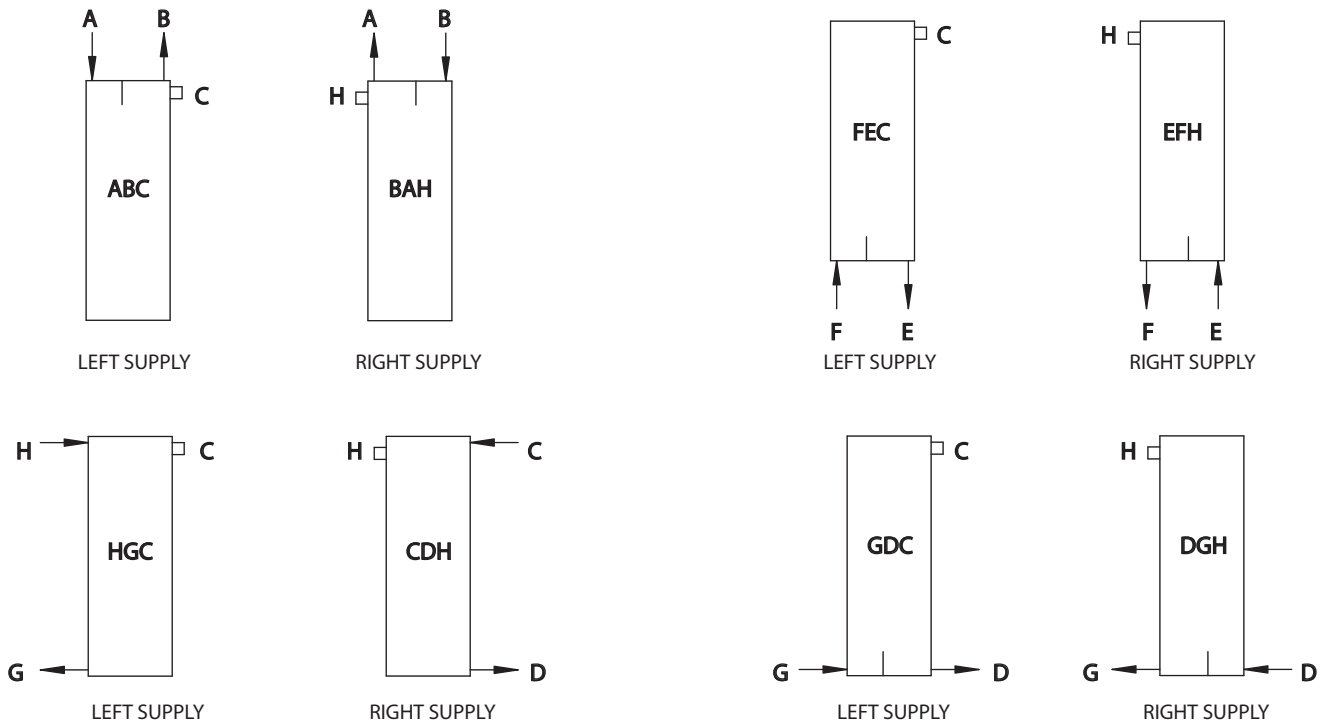 A B
C
ABC
LEFT SUPPLY
A B
H
BAH
RIGHT SUPPLY
C
FEC
F E
LEFT SUPPLY
H
EFH
F E
RIGHT SUPPLY
H C
HGC
G
LEFT SUPPLY
H C
CDH
D
RIGHT SUPPLY
C
GDC
G D
LEFT SUPPLY
H
DGH
G D
RIGHT SUPPLY